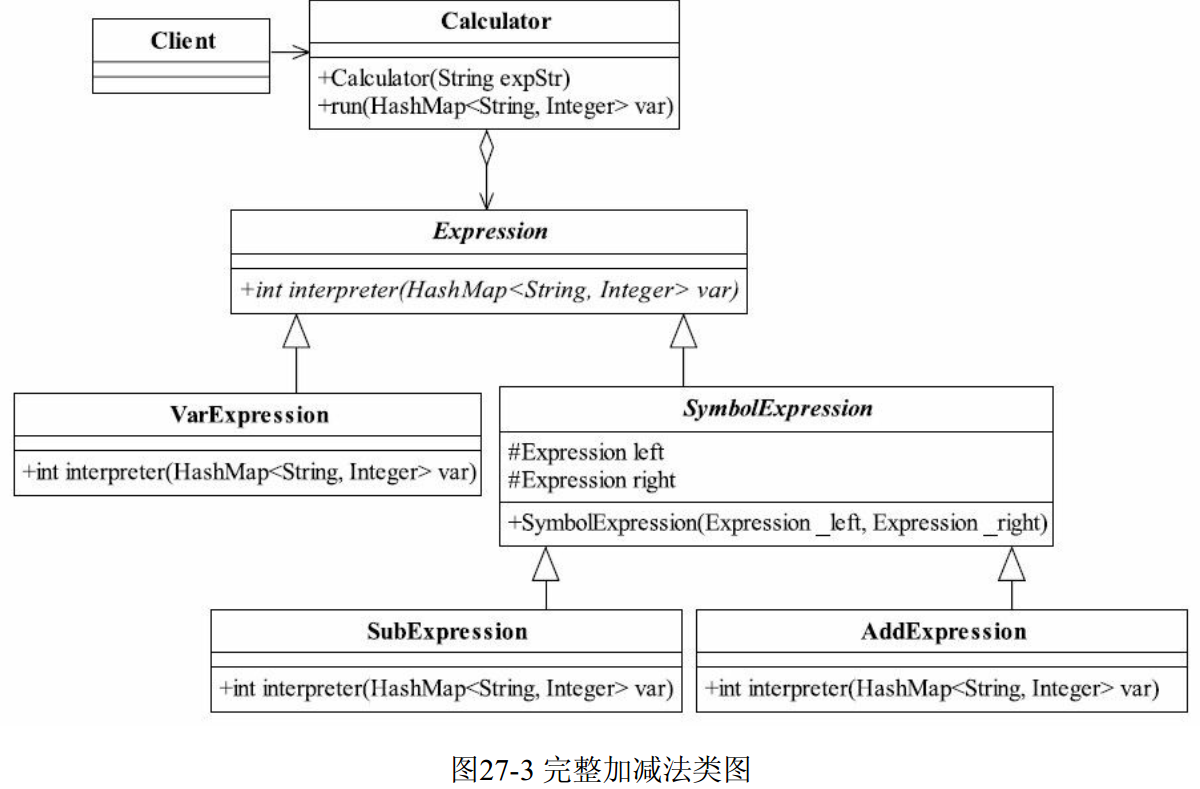 Client
Calculator
+Calculator(String expStr)
+run(HashMap<String, Integer> var)
Expression
+int interpreter(HashMap<String, Integer> var)
VarExpression
+int interpreter(HashMap<String, Integer> var)
SymbolExpression
#Expression left
#Expression right
+SymbolExpression(Expression _left, Expression _right)
SubExpression
+int interpreter(HashMap<String, Integer> var)
AddExpression
+int interpreter(HashMap<String, Integer> var)
图27-3 完整加减法类图